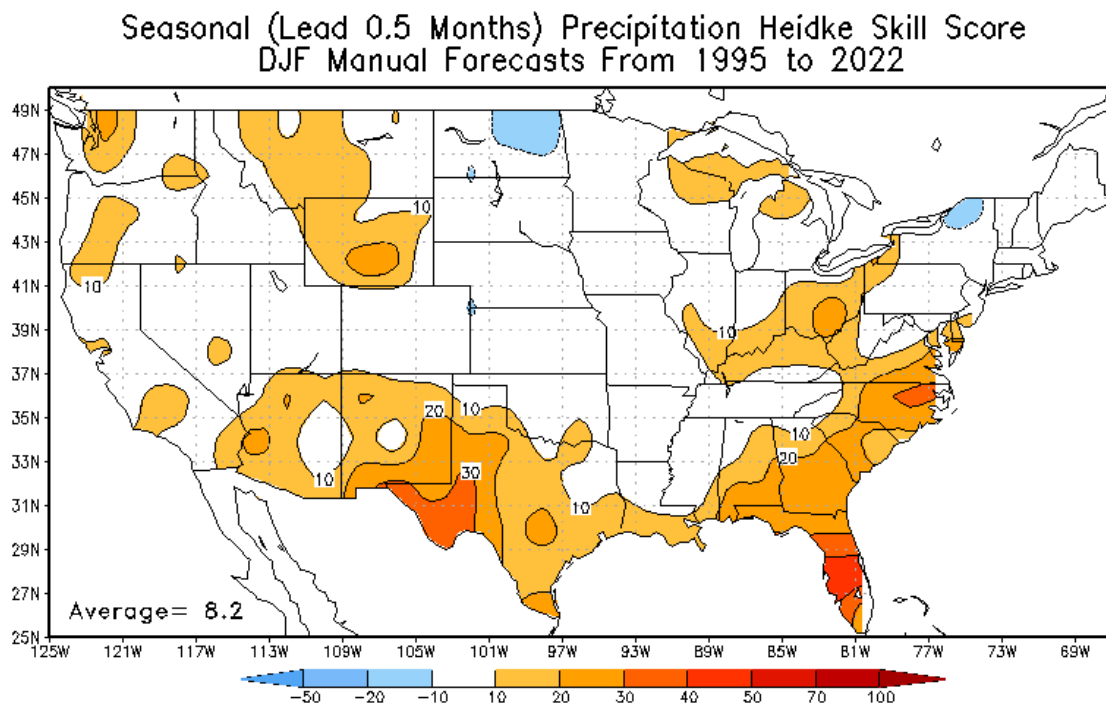 Seasonal (Lead 0.5 Months) Precipitation Heidke Skill Score
DJF Manual Forecasts From 1995 to 2022
49N
47N
45N
43N
41N
39N
37N
35N
33N
31N
29N
27N
25N
10
10
10
20
10
10
20
30
10
10
10
Average= 8.2
125W 121W 117W 113W 109W 105W 101W 97W 93W 89W 85W 81W 77W 73W 69W
−50 −20 −10 10 20 30 40 50 70 100